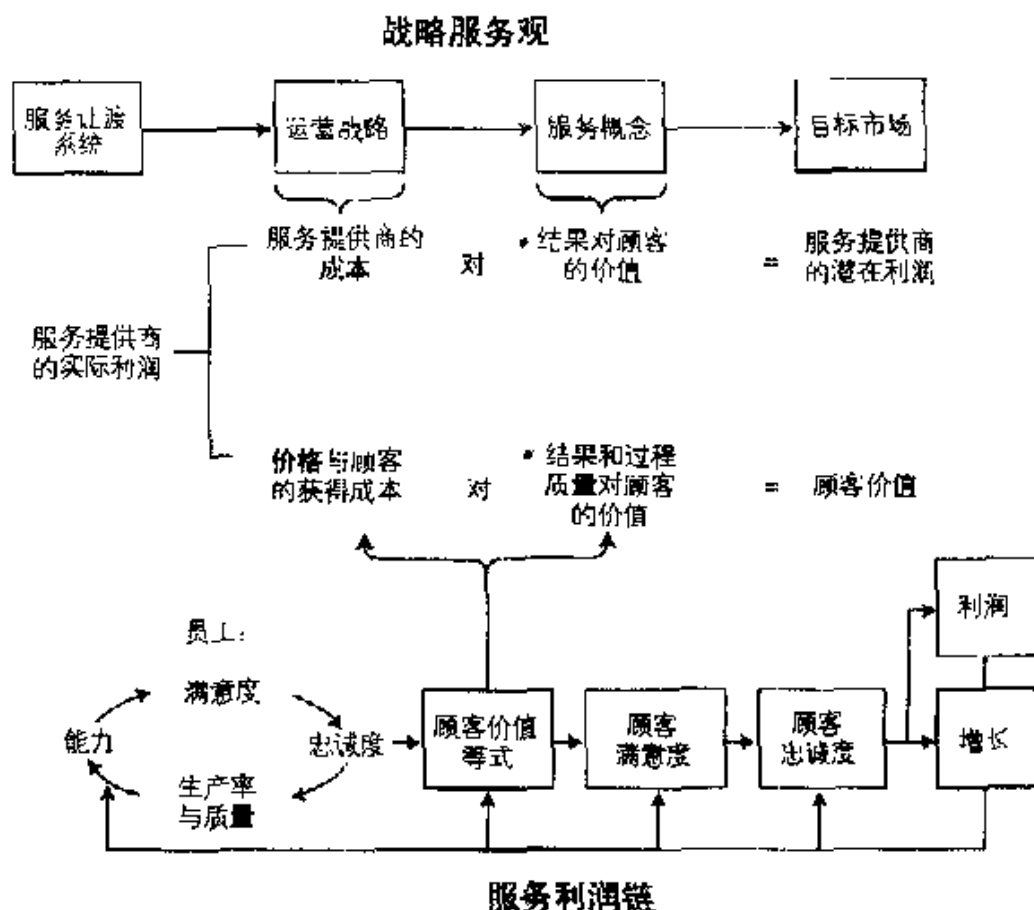 战略服务观
服务让渡
系统
运营战略
服务概念
目标市场
服务提供商的
成本
对
• 结果对顾客
的价值
=
服务提供商
的潜在利润
服务提供商
的实际利润
价格与顾客
的获得成本
对
• 结果和过程
质量对顾客
的价值
=
顾客价值
利润
员工:
满意度
能力
忠诚度
生产率
与质量
顾客价值
等式
顾客
满意度
顾客
忠诚度
增长
服务利润链